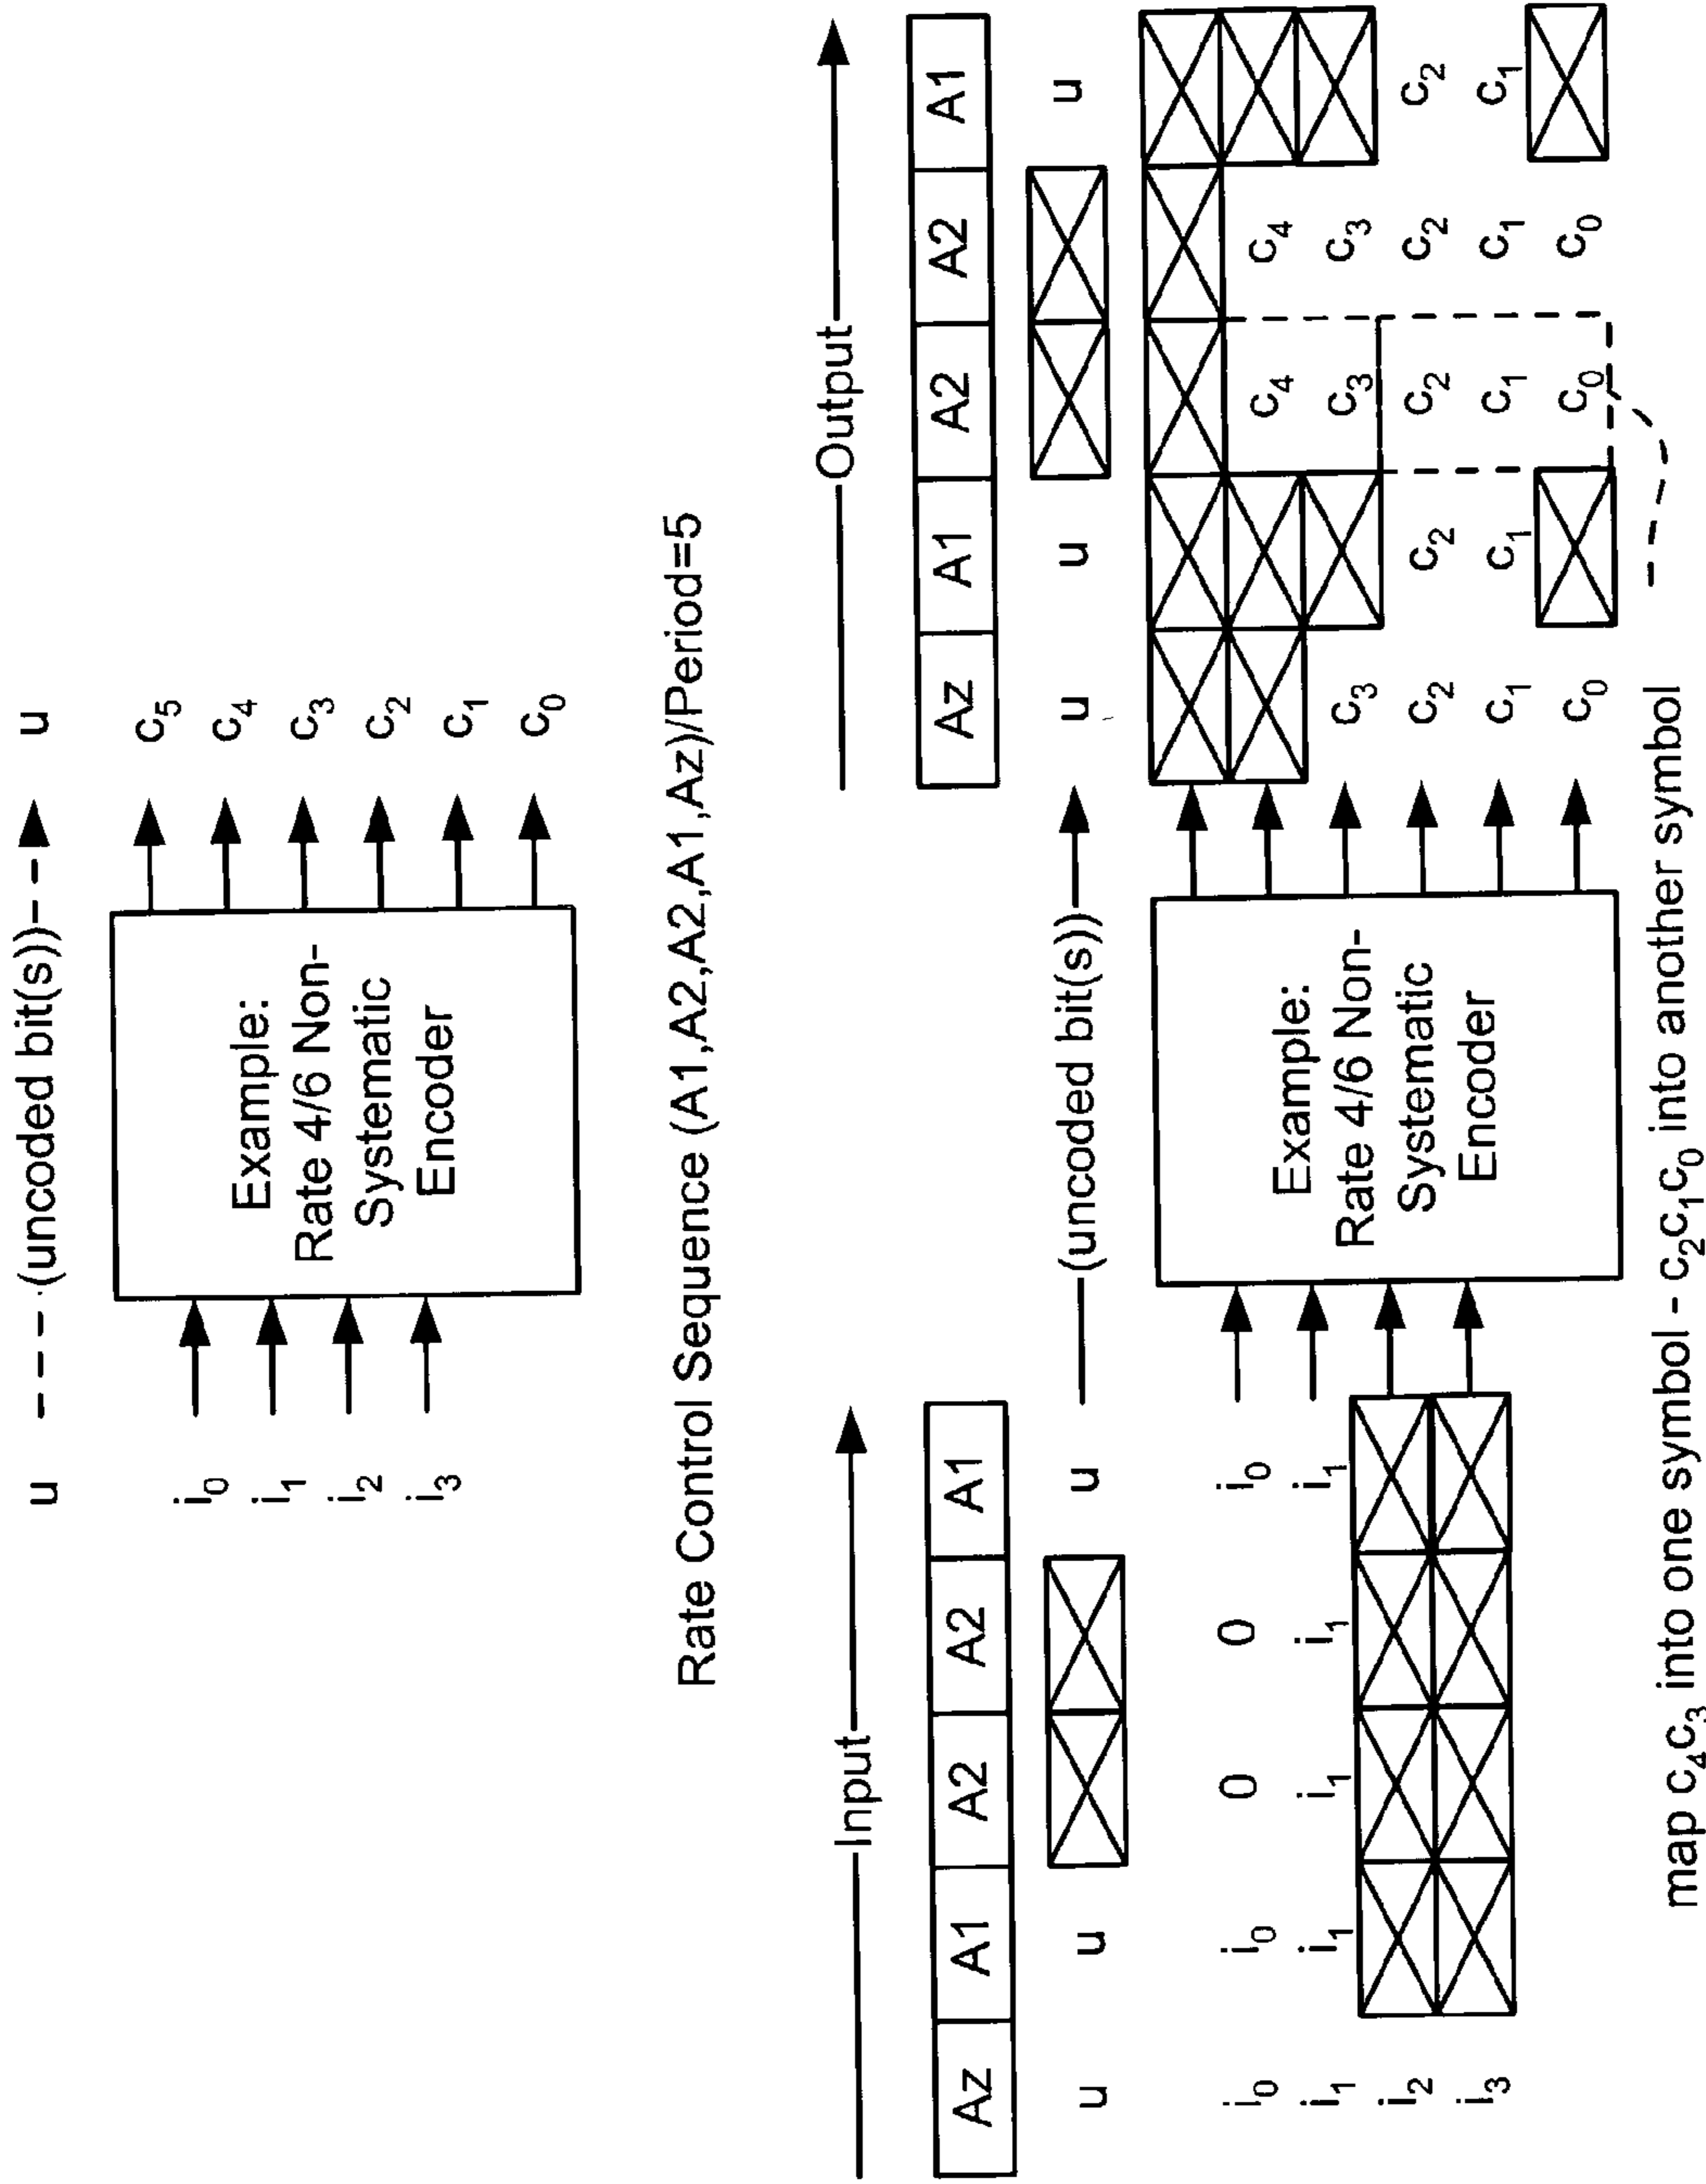 u ----(uncoded bit(s))-- u
i0 c5
i1 c4
i2 c3
i3 c2
c1
c0
Example:
Rate 4/6 Non-
Systematic
Encoder
Rate Control Sequence (A1,A2,A2,A1,Az)/Period=5
Input
Output
Az A1 A2 A2 A1
Az A1 A2 A2 A1
u u u
(uncoded bit(s))
u u u
i0 i0 0 0 i0
i1 i1 i1 i1 i1
i2
i3
Example:
Rate 4/6 Non-
Systematic
Encoder
c4 c4
c3 c3 c3
c2 c2 c2 c2 c2
c1 c1 c1 c1 c1
c0 c0 c0
map c4c3 into one symbol - c2c1c0 into another symbol